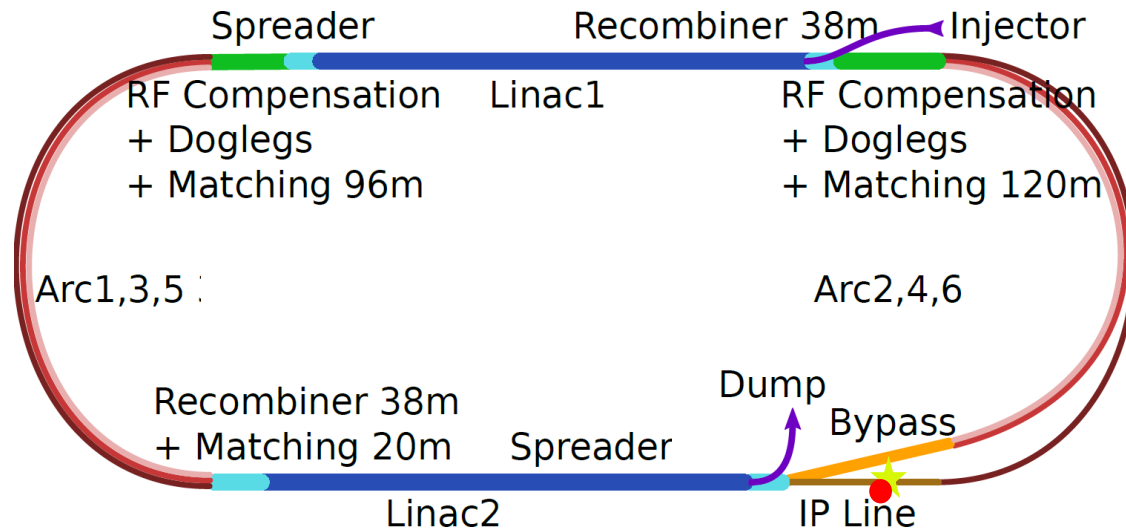 Spreader
Recombiner 38m
Injector
RF Compensation
+ Doglegs
+ Matching 96m
Linac1
RF Compensation
+ Doglegs
+ Matching 120m
Arc1,3,5
Arc2,4,6
Recombiner 38m
+ Matching 20m
Spreader
Dump
Bypass
Linac2
IP Line